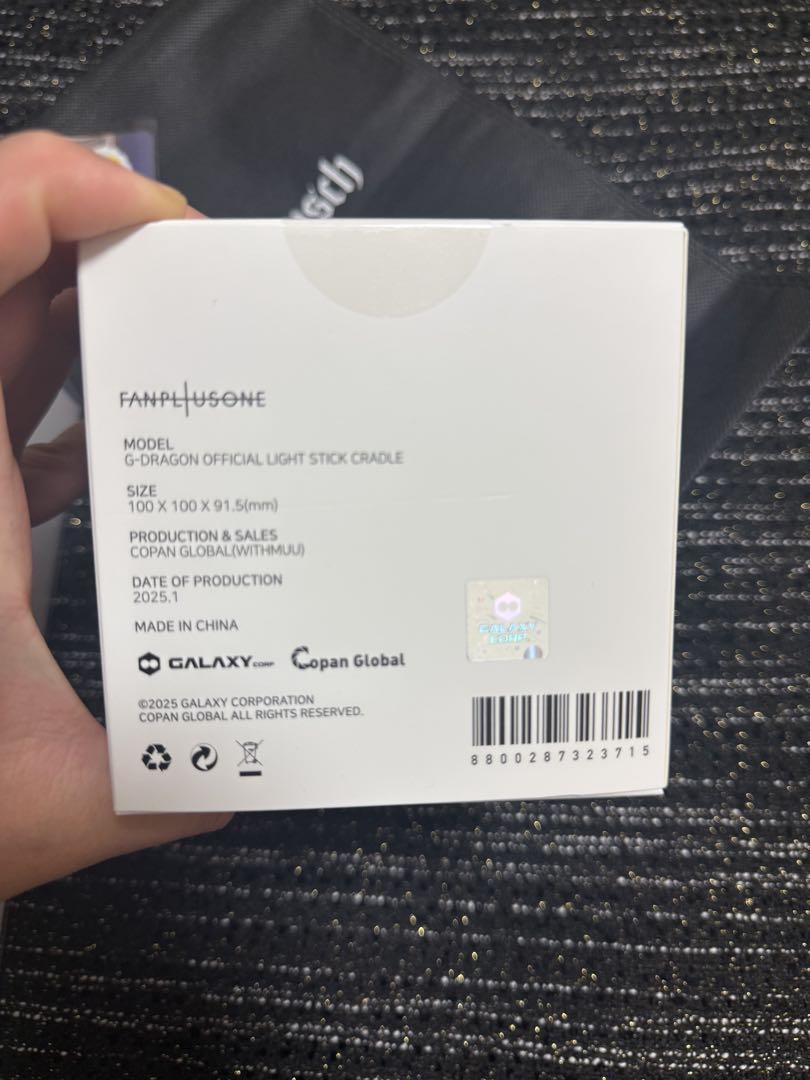 FANPLUSONE
MODEL
G-DRAGON OFFICIAL LIGHT STICK CRADLE
SIZE
100 X 100 X 91.5(mm)
PRODUCTION & SALES
COPAN GLOBAL(WITHMUU)
DATE OF PRODUCTION
2025.1
MADE IN CHINA
GALAXY CORP Copan Global
GALAXY
CORP.
©2025 GALAXY CORPORATION
COPAN GLOBAL ALL RIGHTS RESERVED.
8800287323715